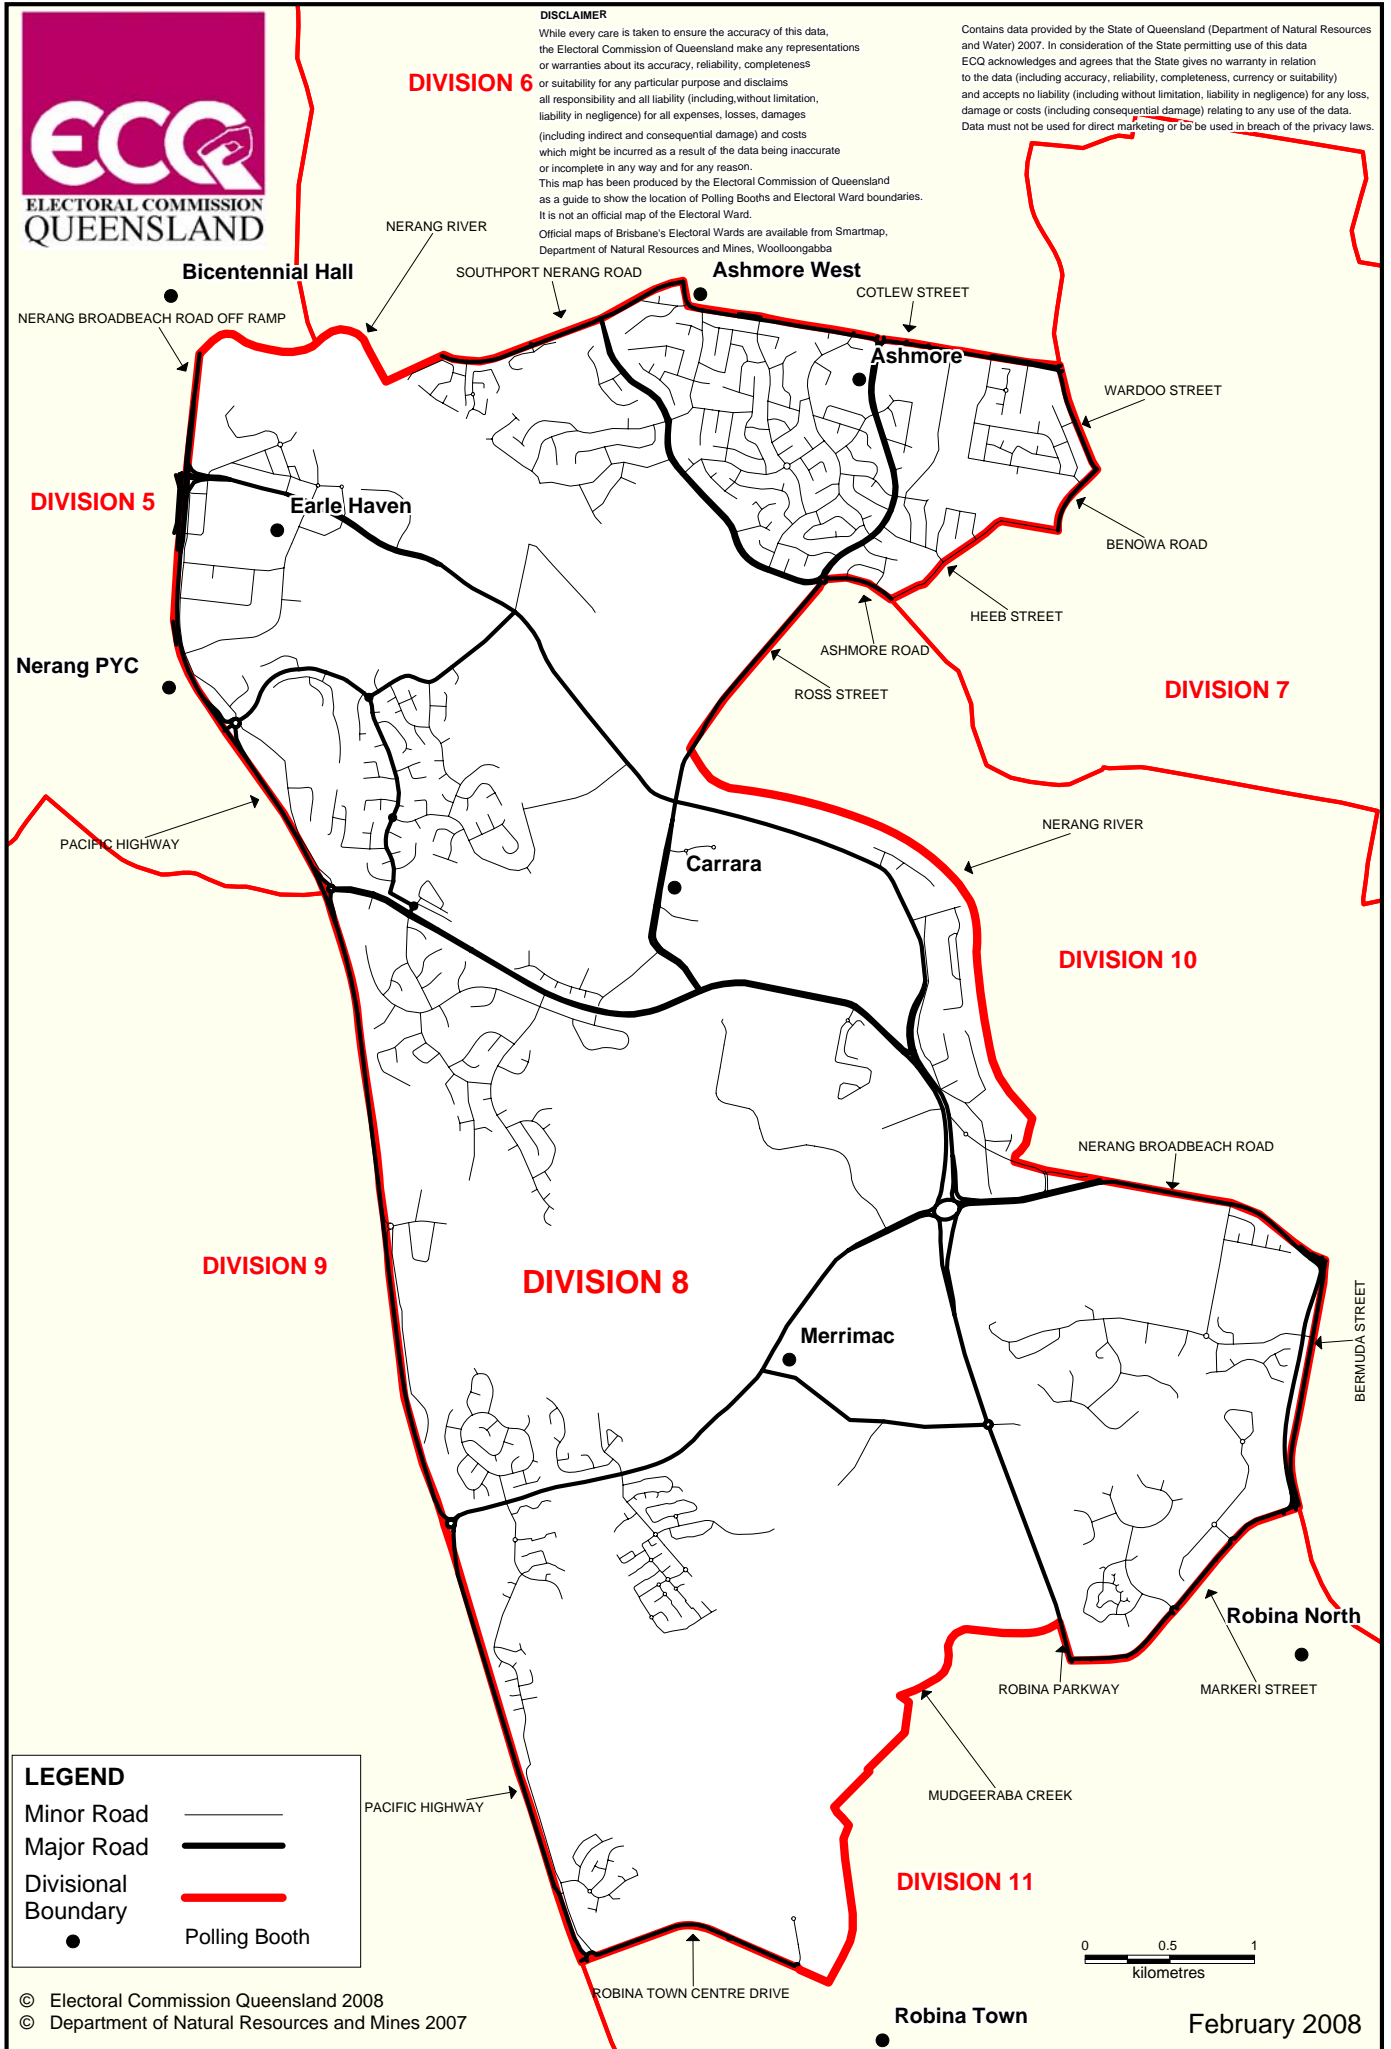 ECQ
ELECTORAL COMMISSION
QUEENSLAND
DISCLAIMER
While every care is taken to ensure the accuracy of this data,
the Electoral Commission of Queensland make any representations
or warranties about its accuracy, reliability, completeness
or suitability for any particular purpose and disclaims
all responsibility and all liability (including,without limitation,
liability in negligence) for all expenses, losses, damages
(including indirect and consequential damage) and costs
which might be incurred as a result of the data being inaccurate
or incomplete in any way and for any reason.
This map has been produced by the Electoral Commission of Queensland
as a guide to show the location of Polling Booths and Electoral Ward boundaries.
It is not an official map of the Electoral Ward.
Official maps of Brisbane's Electoral Wards are available from Smartmap,
Department of Natural Resources and Mines, Woolloongabba
Contains data provided by the State of Queensland (Department of Natural Resources
and Water) 2007. In consideration of the State permitting use of this data
ECQ acknowledges and agrees that the State gives no warranty in relation
to the data (including accuracy, reliability, completeness, currency or suitability)
and accepts no liability (including without limitation, liability in negligence) for any loss,
damage or costs (including consequential damage) relating to any use of the data.
Data must not be used for direct marketing or be be used in breach of the privacy laws.
DIVISION 6
NERANG RIVER
Bicentennial Hall
SOUTHPORT NERANG ROAD
Ashmore West
COTLEW STREET
NERANG BROADBEACH ROAD OFF RAMP
Ashmore
WARDOO STREET
DIVISION 5
Earle Haven
BENOWA ROAD
HEEB STREET
ASHMORE ROAD
Nerang PYC
ROSS STREET
DIVISION 7
NERANG RIVER
PACIFIC HIGHWAY
Carrara
DIVISION 10
NERANG BROADBEACH ROAD
DIVISION 9
DIVISION 8
BERMUDA STREET
Merrimac
Robina North
ROBINA PARKWAY
MARKERI STREET
MUDGEERABA CREEK
PACIFIC HIGHWAY
DIVISION 11
ROBINA TOWN CENTRE DRIVE
Robina Town
LEGEND
Minor Road
Major Road
Divisional
Boundary
Polling Booth
0 0.5 1
kilometres
© Electoral Commission Queensland 2008
© Department of Natural Resources and Mines 2007
February 2008